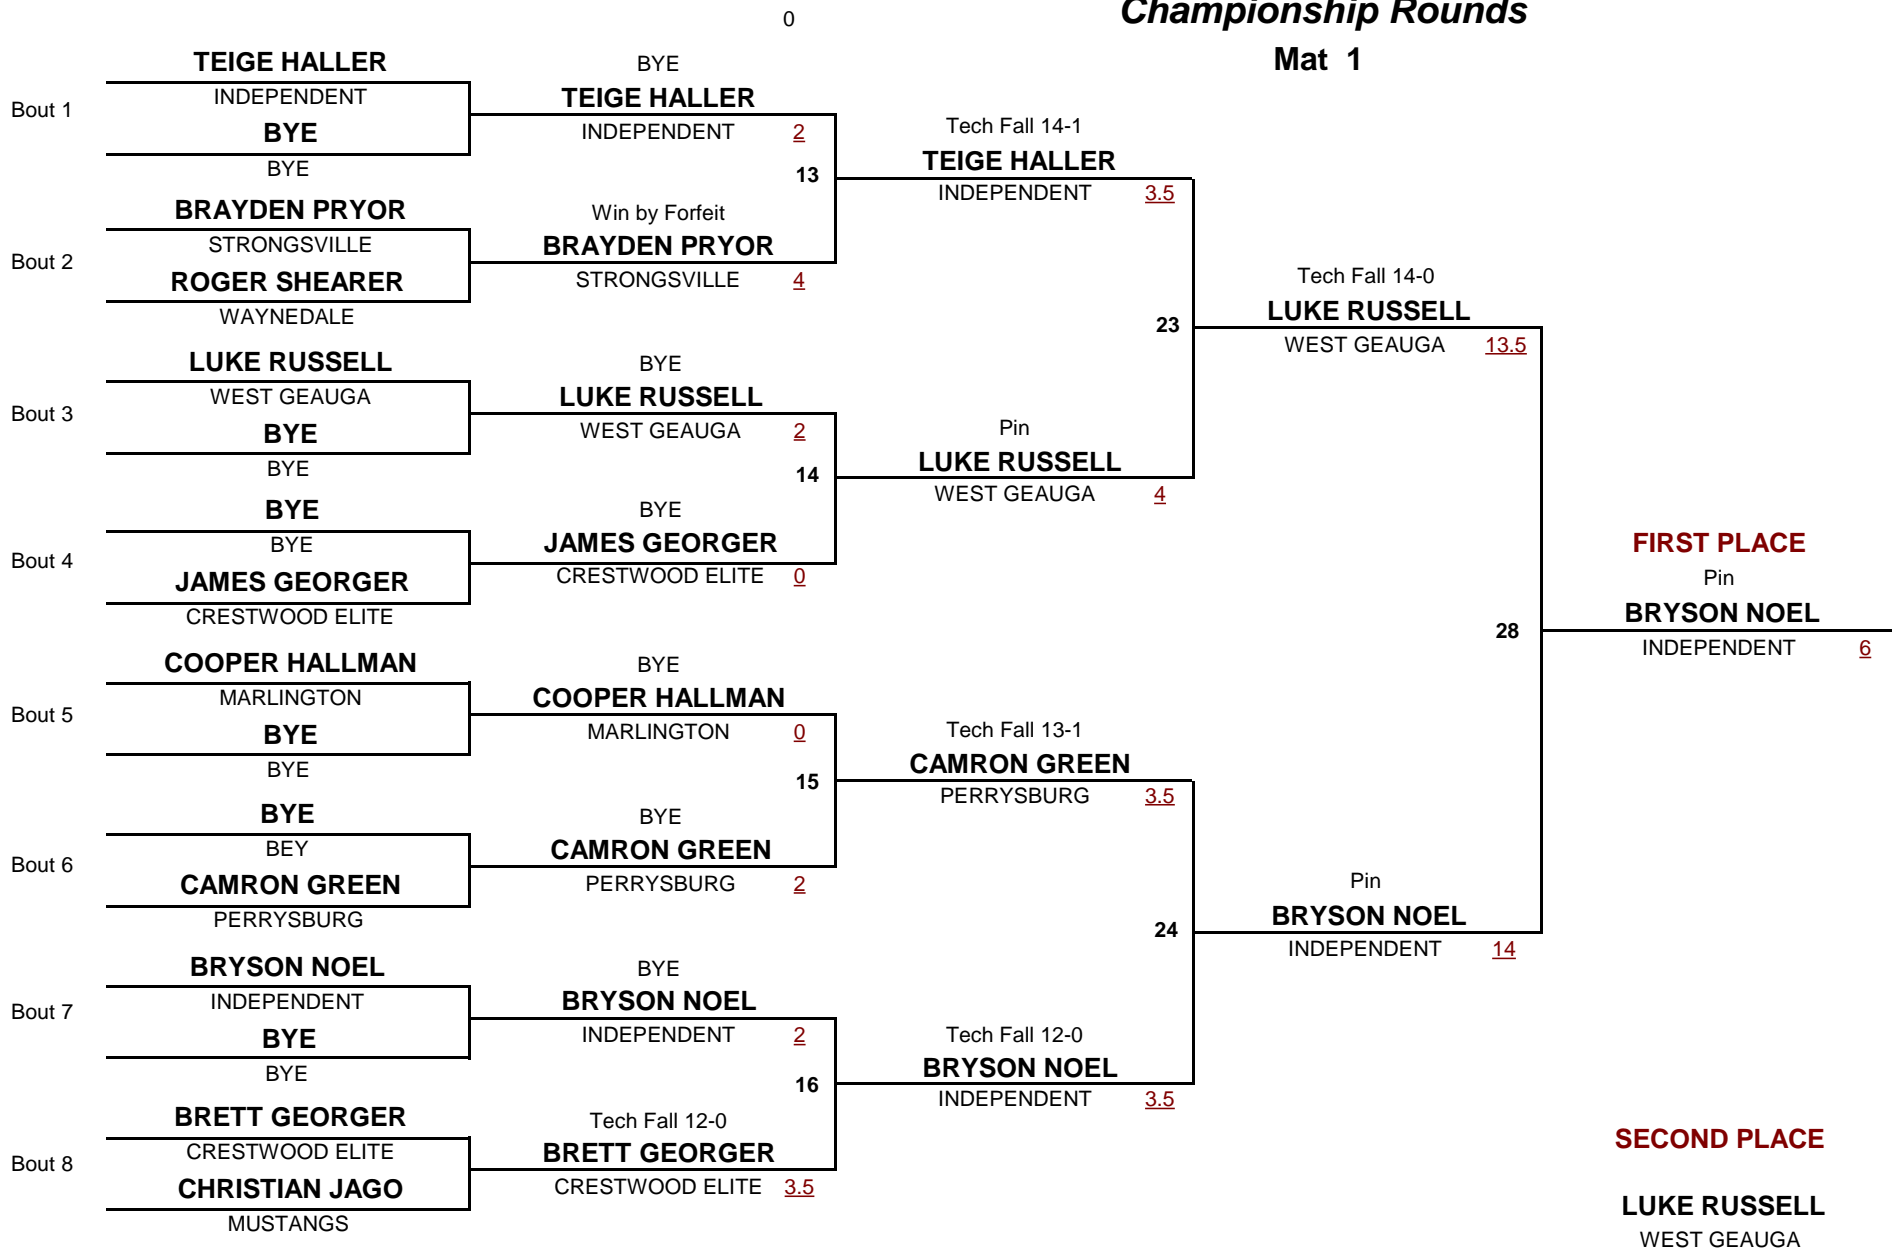 0
Championship Rounds
Mat 1
Bout 1
TEIGE HALLER
INDEPENDENT
BYE
BYE
Bout 2
BRAYDEN PRYOR
STRONGSVILLE
ROGER SHEARER
WAYNEDALE
Bout 3
LUKE RUSSELL
WEST GEAUGA
BYE
BYE
Bout 4
BYE
BYE
JAMES GEORGER
CRESTWOOD ELITE
Bout 5
COOPER HALLMAN
MARLINGTON
BYE
BYE
Bout 6
BYE
BEY
CAMRON GREEN
PERRYSBURG
Bout 7
BRYSON NOEL
INDEPENDENT
BYE
BYE
Bout 8
BRETT GEORGER
CRESTWOOD ELITE
CHRISTIAN JAGO
MUSTANGS
BYE
TEIGE HALLER
INDEPENDENT 2
13
Win by Forfeit
BRAYDEN PRYOR
STRONGSVILLE 4
BYE
LUKE RUSSELL
WEST GEAUGA 2
14
BYE
JAMES GEORGER
CRESTWOOD ELITE 0
BYE
COOPER HALLMAN
MARLINGTON 0
15
BYE
CAMRON GREEN
PERRYSBURG 2
BYE
BRYSON NOEL
INDEPENDENT 2
16
Tech Fall 12-0
BRETT GEORGER
CRESTWOOD ELITE 3.5
Tech Fall 14-1
TEIGE HALLER
INDEPENDENT 3.5
23
Pin
LUKE RUSSELL
WEST GEAUGA 4
Tech Fall 13-1
CAMRON GREEN
PERRYSBURG 3.5
24
Tech Fall 12-0
BRYSON NOEL
INDEPENDENT 3.5
Tech Fall 14-0
LUKE RUSSELL
WEST GEAUGA 13.5
28
Pin
BRYSON NOEL
INDEPENDENT 14
FIRST PLACE
Pin
BRYSON NOEL
INDEPENDENT 6
SECOND PLACE
LUKE RUSSELL
WEST GEAUGA